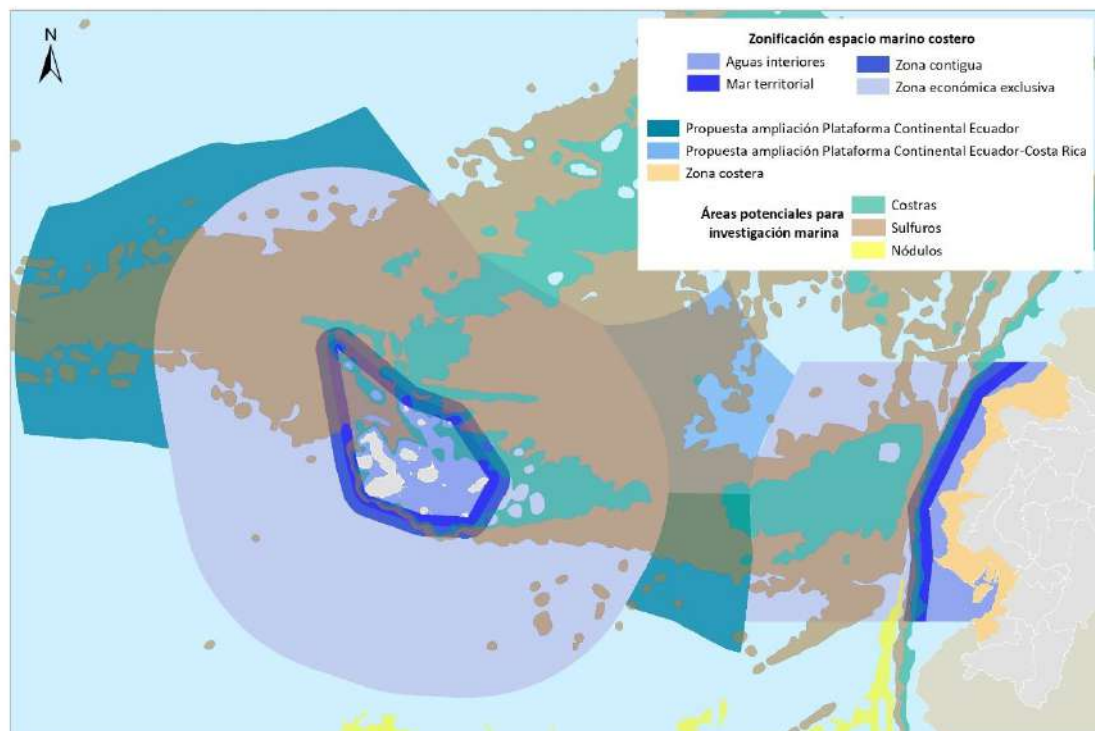 N
Zonificación espacio marino costero
Aguas interiores
Zona contigua
Mar territorial
Zona económica exclusiva
Propuesta ampliación Plataforma Continental Ecuador
Propuesta ampliación Plataforma Continental Ecuador-Costa Rica
Zona costera
Áreas potenciales para
investigación marina
Costras
Sulfuros
Nódulos